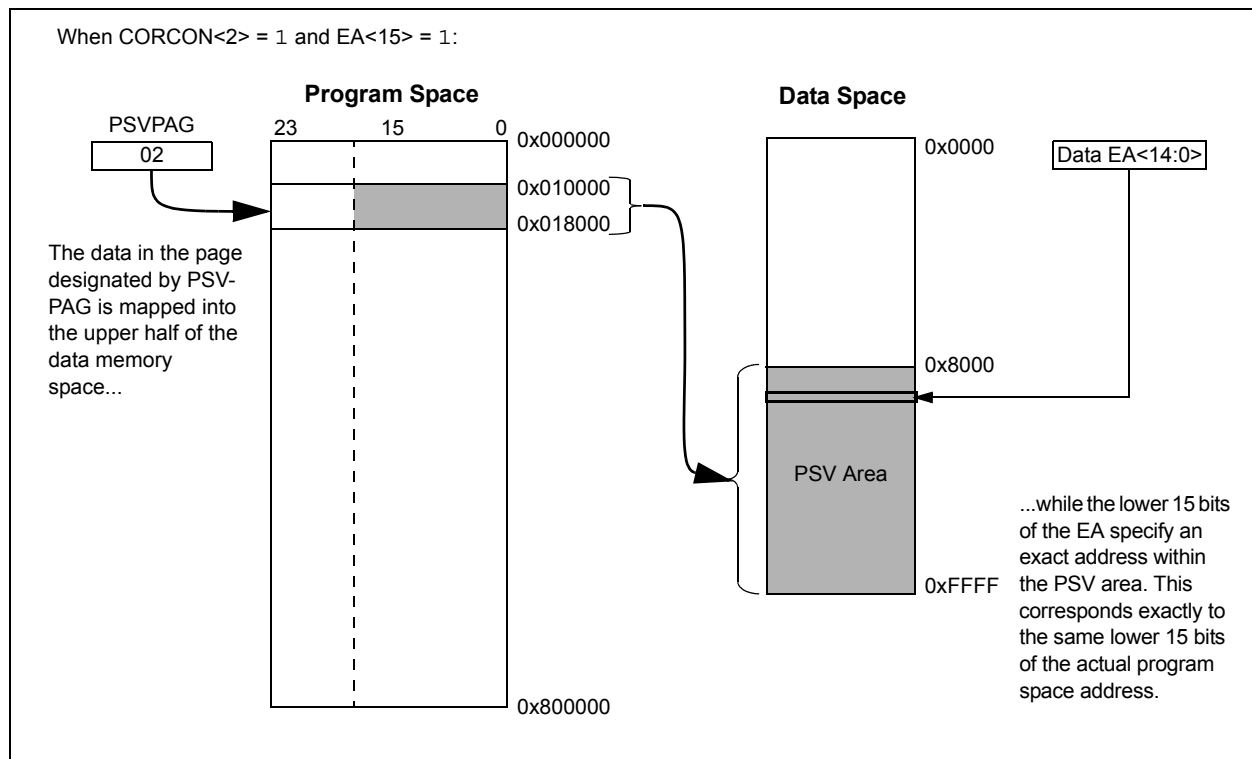 When CORCON<2> = 1 and EA<15> = 1:
Program Space
Data Space
PSVPAG
02
23
15
0
0x000000
0x010000
0x018000
0x800000
The data in the page
designated by PSV-
PAG is mapped into
the upper half of the
data memory
space...
0x0000
Data EA<14:0>
0x8000
PSV Area
0xFFFF
...while the lower 15 bits
of the EA specify an
exact address within
the PSV area. This
corresponds exactly to
the same lower 15 bits
of the actual program
space address.